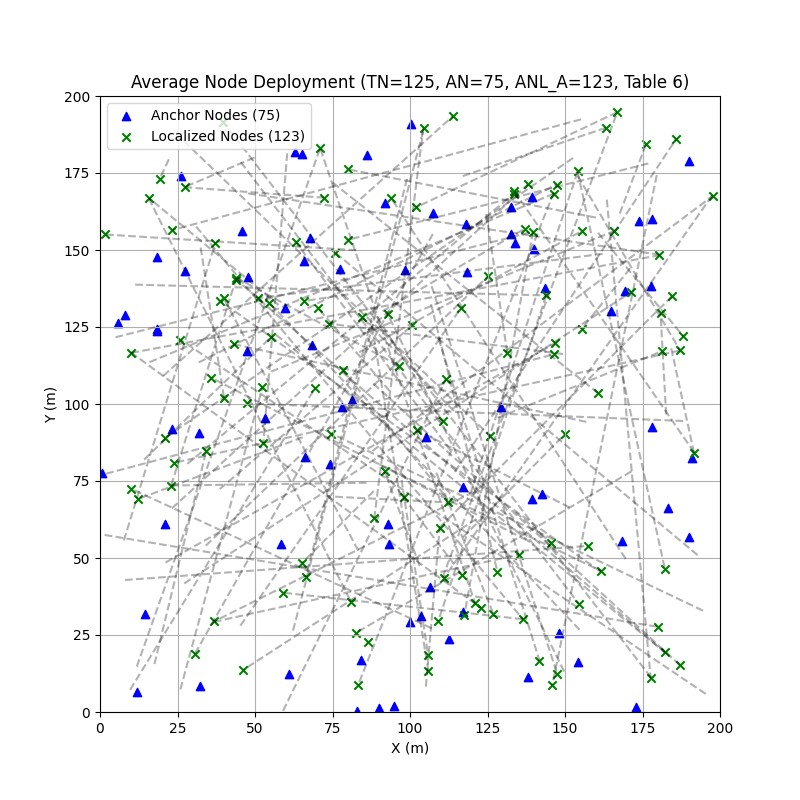 Average Node Deployment (TN=125, AN=75, ANL_A=123, Table 6)
Anchor Nodes (75)
Localized Nodes (123)
200
175
150
125
100
75
50
25
0
Y (m)
0 25 50 75 100 125 150 175 200
X (m)